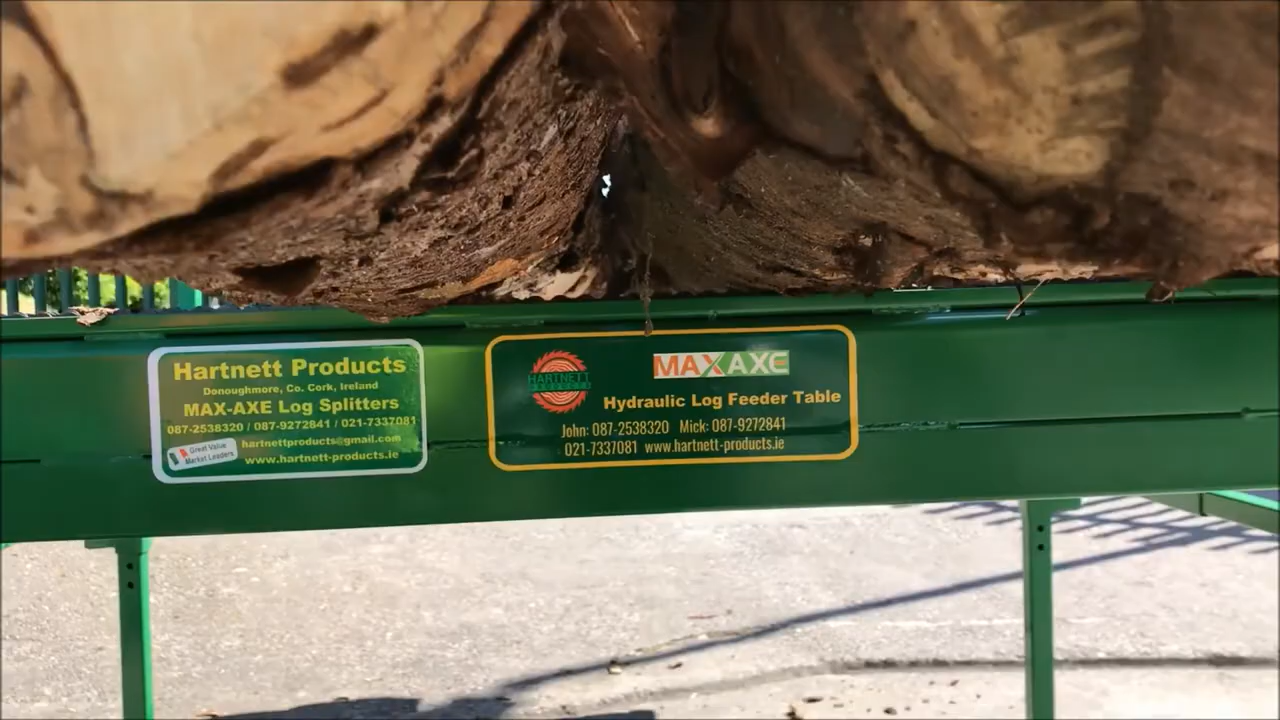 Hartnett Products
Donoughmore, Co. Cork, Ireland
MAX-AXE Log Splitters
087-2538320 / 087-9272841 / 021-7337081
Great Value
Market Leaders
hartnettproducts@gmail.com
www.hartnett-products.ie
HARTNETT
PRODUCTS
MAXAXE
Hydraulic Log Feeder Table
John: 087-2538320 Mick: 087-9272841
021-7337081 www.hartnett-products.ie